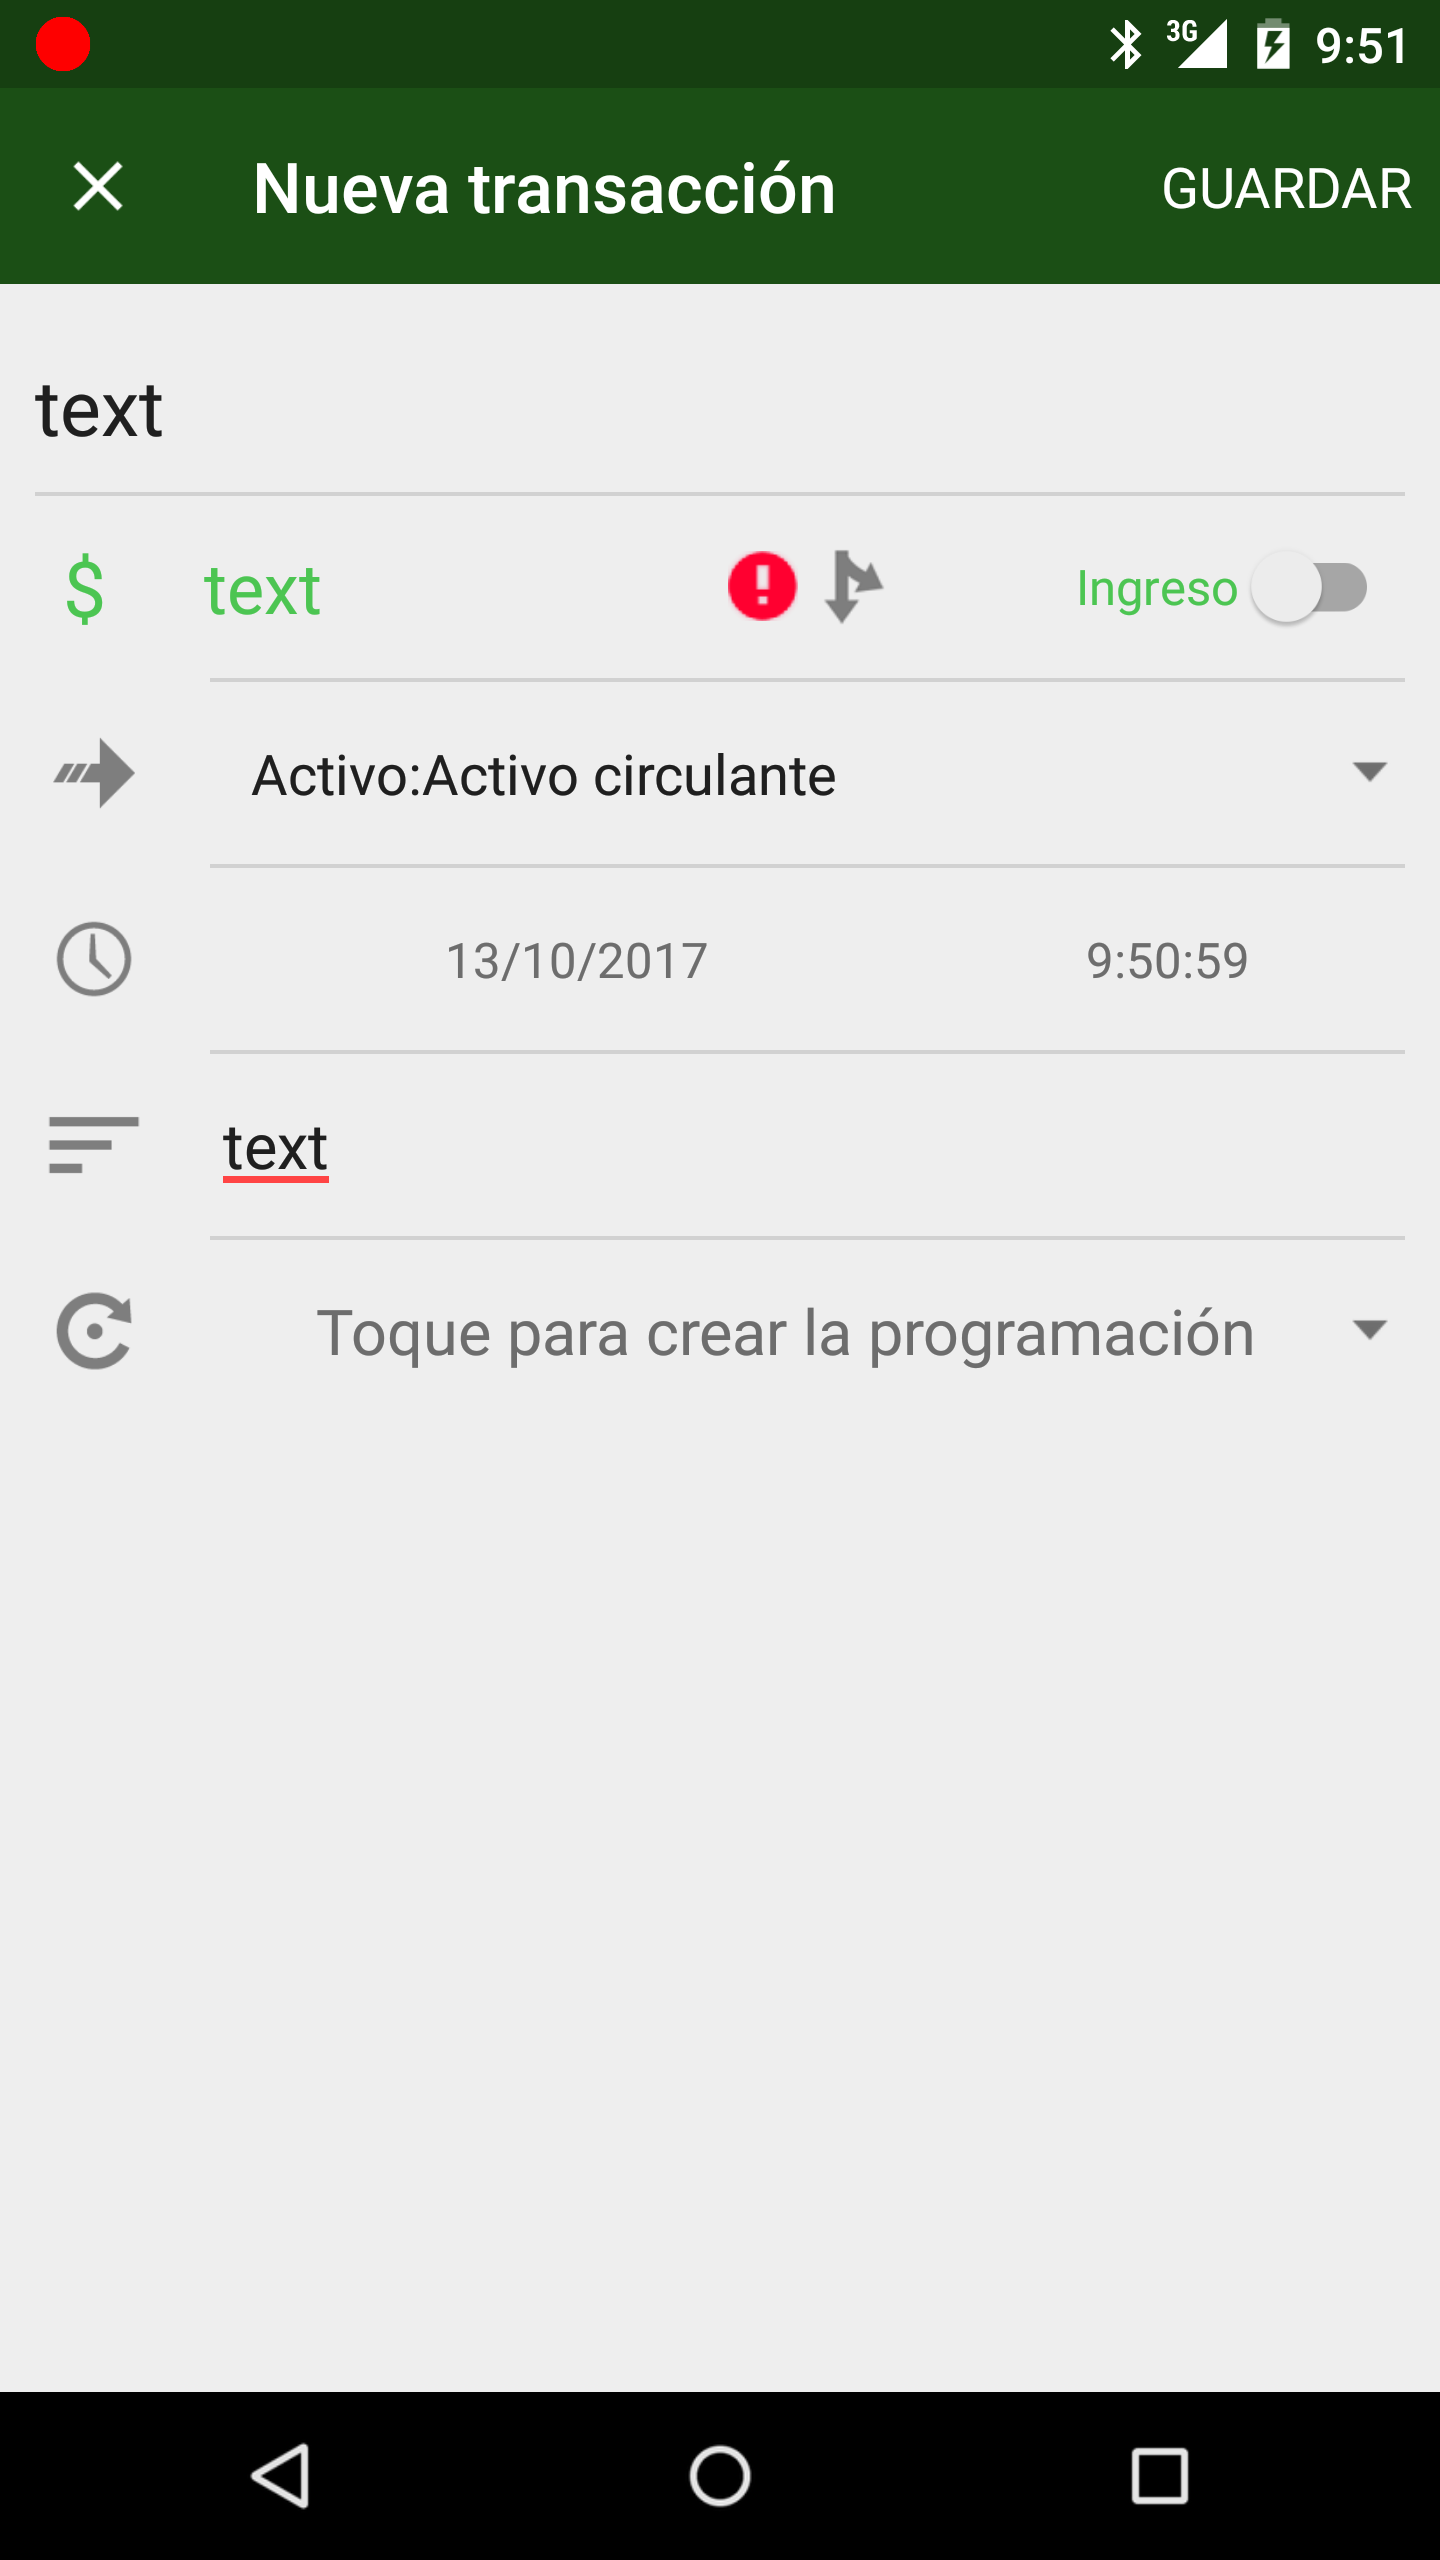 3G 9:51
Nueva transacción GUARDAR
text
$ text Ingreso
Activo:Activo circulante
13/10/2017 9:50:59
text
Toque para crear la programación